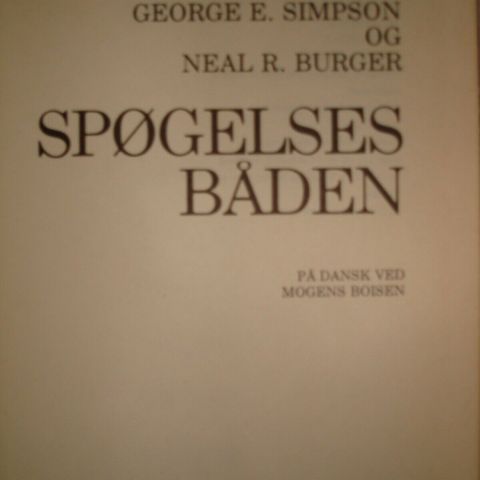 GEORGE E. SIMPSON
OG
NEAL R. BURGER
SPØGELSES
BÅDEN
PÅ DANSK VED
MOGENS BOISEN